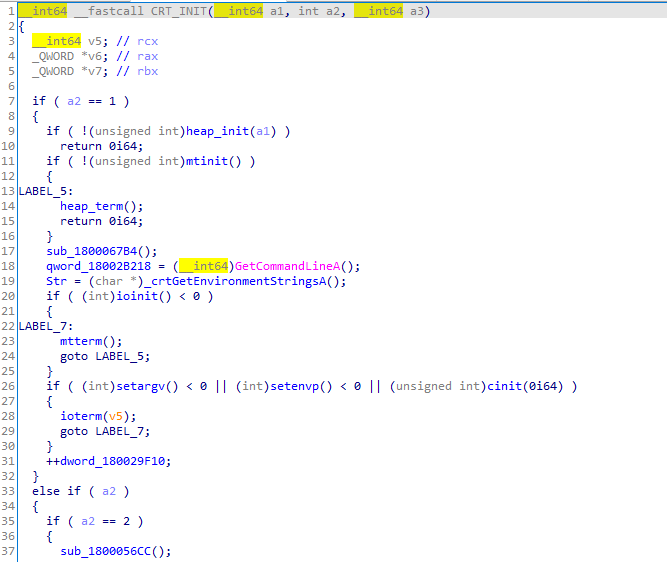 1 __int64 __fastcall CRT_INIT(__int64 a1, int a2, __int64 a3)
2 {
3 __int64 v5; // rcx
4 _QWORD *v6; // rax
5 _QWORD *v7; // rbx
6
7 if ( a2 == 1 )
8 {
9 if ( !(unsigned int)heap_init(a1) )
10 return 0i64;
11 if ( !(unsigned int)mtinit() )
12 {
13 LABEL_5:
14 heap_term();
15 return 0i64;
16 }
17 sub_1800067B4();
18 qword_18002B218 = (__int64)GetCommandLineA();
19 Str = (char *)_crtGetEnvironmentStringsA();
20 if ( (int)ioinit() < 0 )
21 {
22 LABEL_7:
23 mtterm();
24 goto LABEL_5;
25 }
26 if ( (int)setargv() < 0 || (int)setenvp() < 0 || (unsigned int)cinit(0i64) )
27 {
28 ioterm(v5);
29 goto LABEL_7;
30 }
31 ++dword_180029F10;
32 }
33 else if ( a2 )
34 {
35 if ( a2 == 2 )
36 {
37 sub_1800056CC();